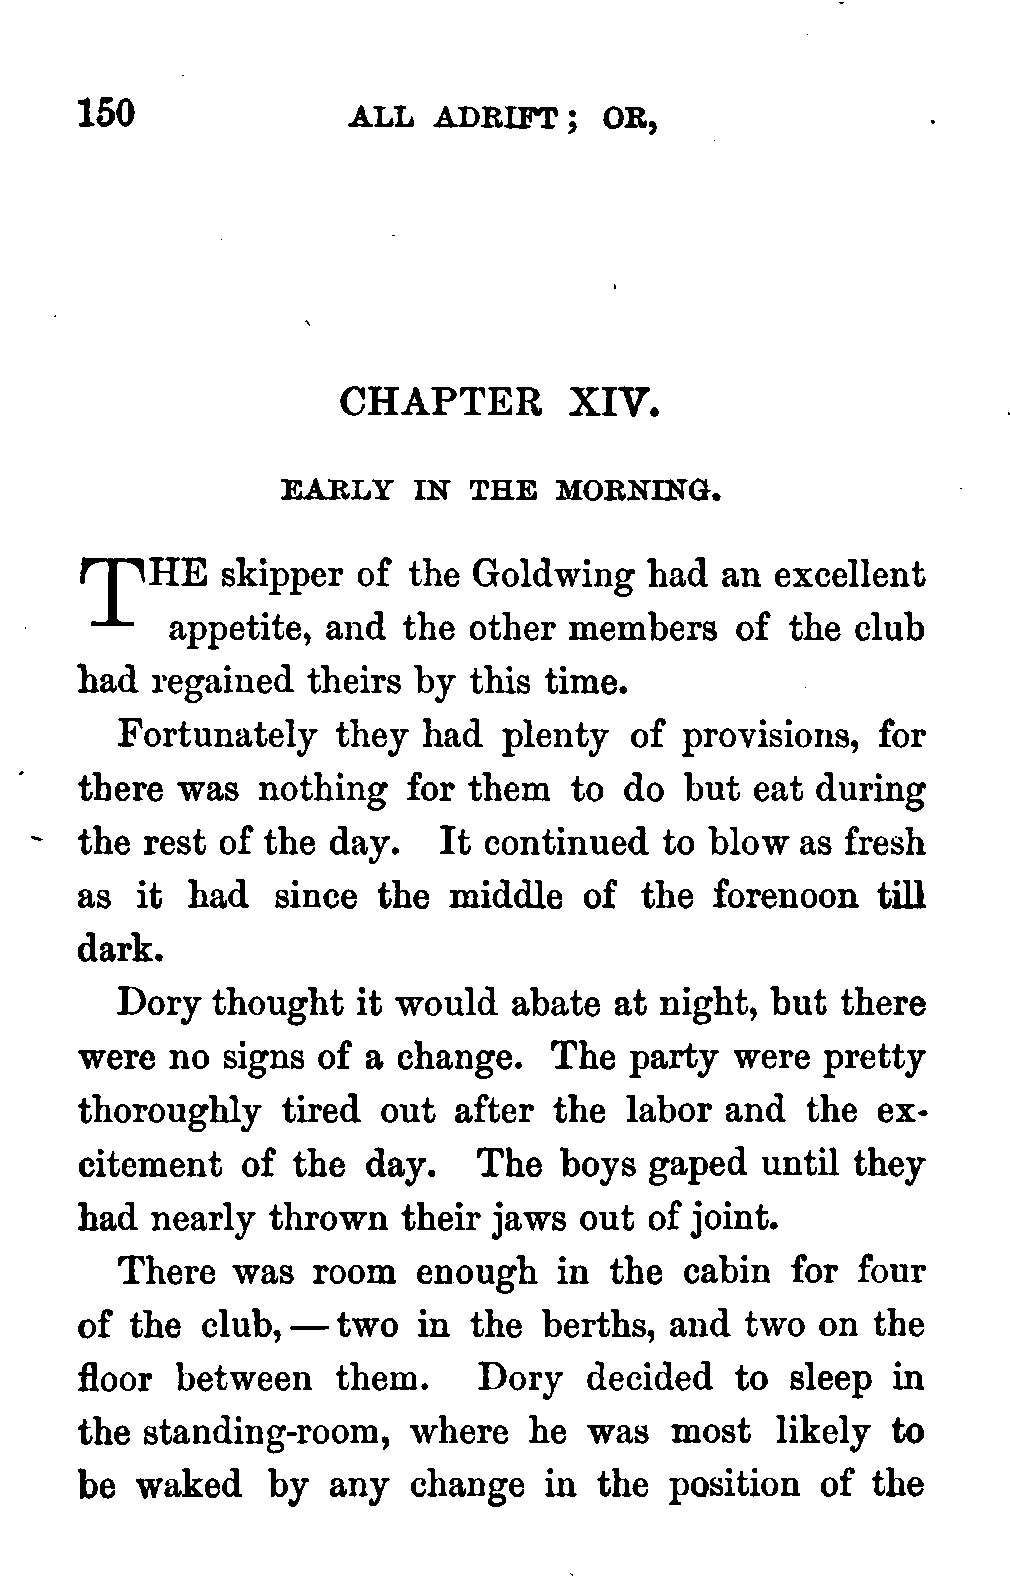 150 ALL ADRIFT; OR,
CHAPTER XIV.
EARLY IN THE MORNING.
THE skipper of the Goldwing had an excellent
appetite, and the other members of the club
had regained theirs by this time.
Fortunately they had plenty of provisions, for
there was nothing for them to do but eat during
the rest of the day. It continued to blow as fresh
as it had since the middle of the forenoon till
dark.
Dory thought it would abate at night, but there
were no signs of a change. The party were pretty
thoroughly tired out after the labor and the ex-
citement of the day. The boys gaped until they
had nearly thrown their jaws out of joint.
There was room enough in the cabin for four
of the club, — two in the berths, and two on the
floor between them. Dory decided to sleep in
the standing-room, where he was most likely to
be waked by any change in the position of the